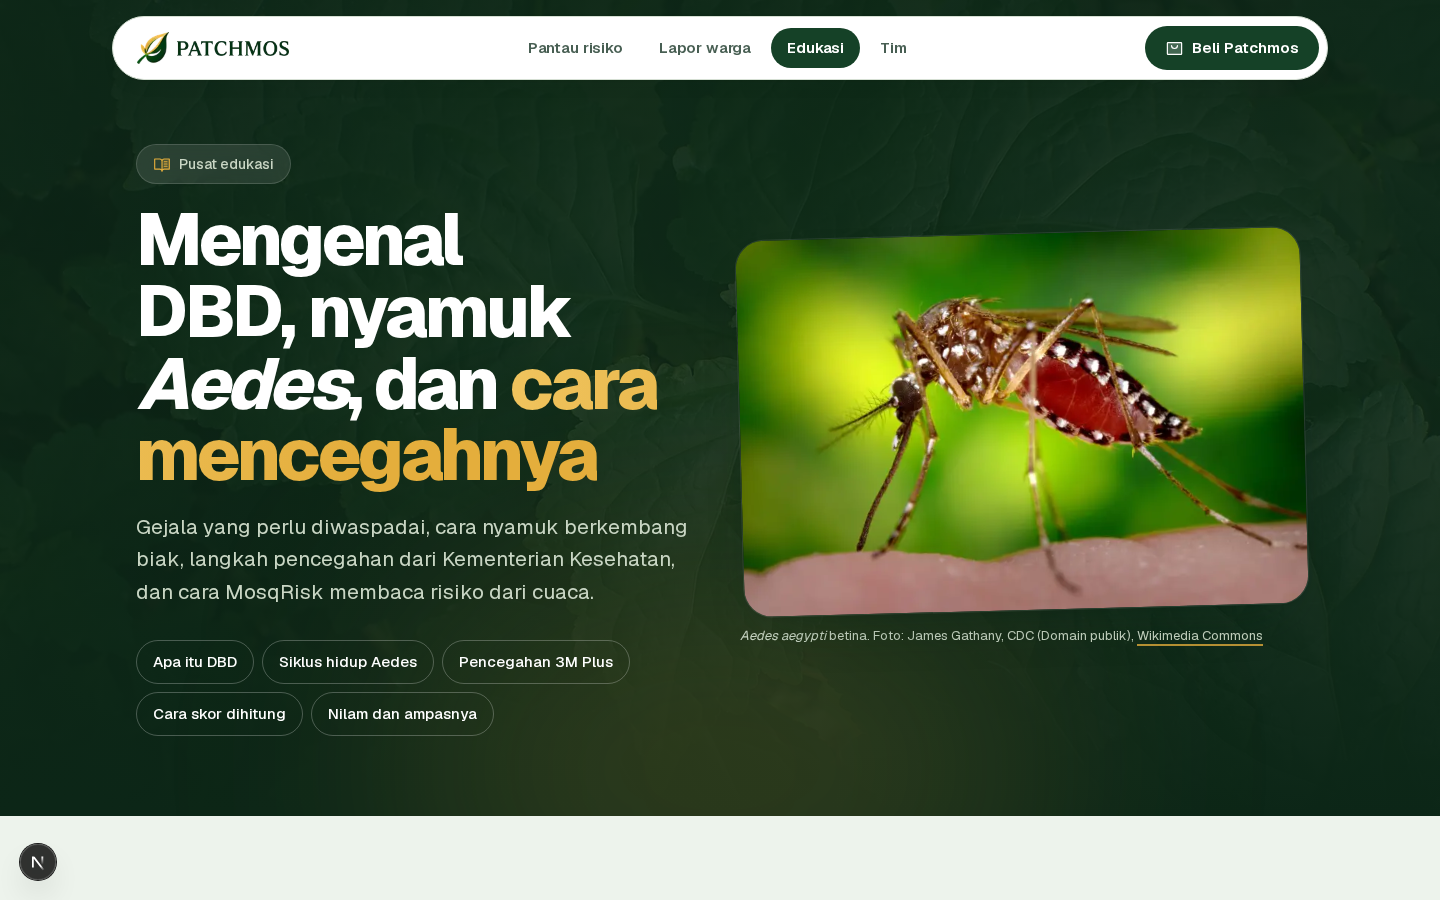 PATCHMOS
Pantau risiko
Lapor warga
Edukasi
Tim
Beli Patchmos
Pusat edukasi
Mengenal
DBD, nyamuk
Aedes, dan cara
mencegahnya
Gejala yang perlu diwaspadai, cara nyamuk berkembang
biak, langkah pencegahan dari Kementerian Kesehatan,
dan cara MosqRisk membaca risiko dari cuaca.
Apa itu DBD
Siklus hidup Aedes
Pencegahan 3M Plus
Cara skor dihitung
Nilam dan ampasnya
Aedes aegypti betina. Foto: James Gathany, CDC (Domain publik), Wikimedia Commons
N